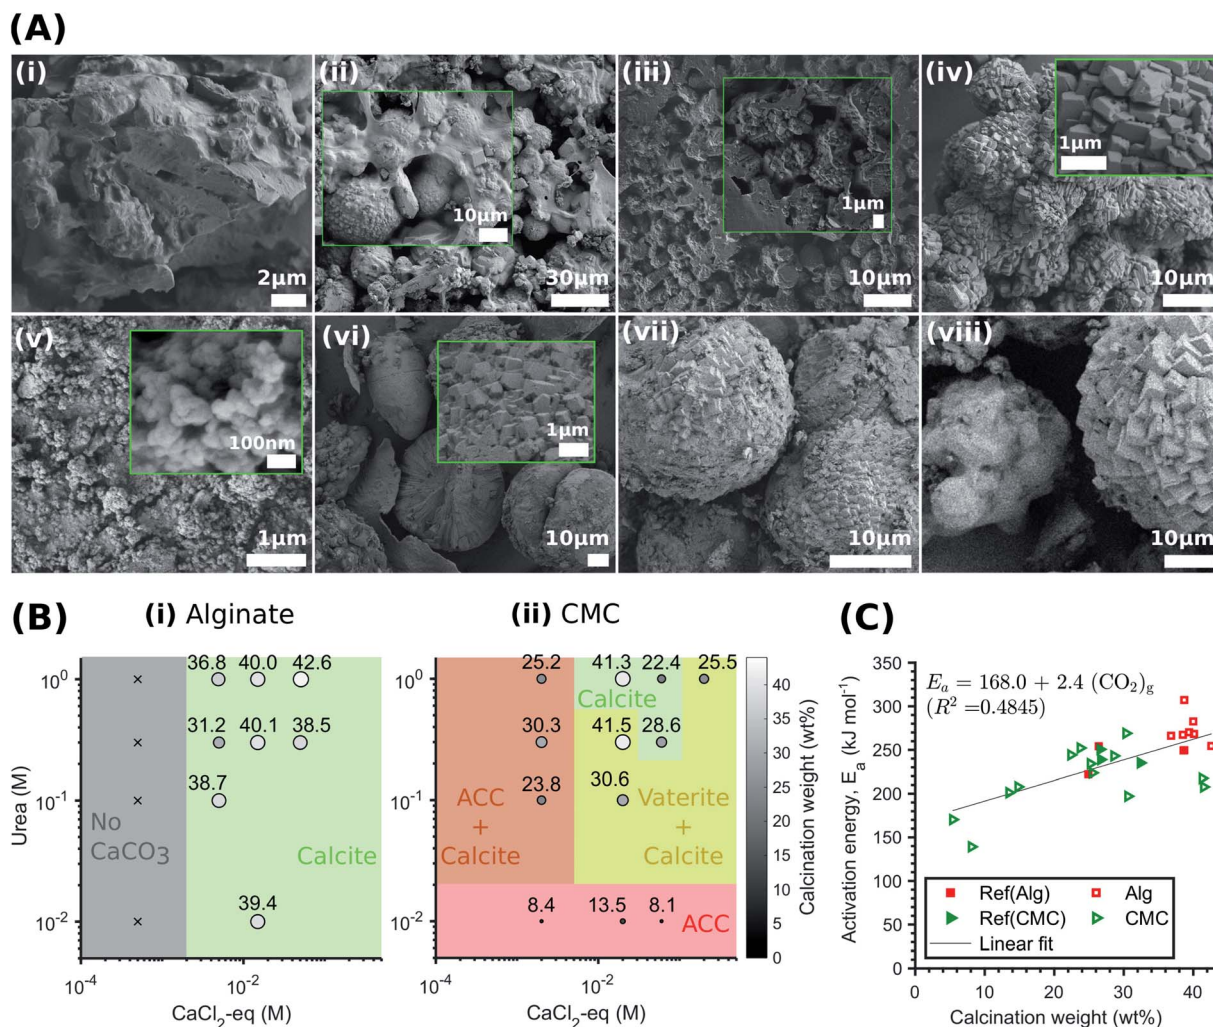 (A)
(i)
2μm
(ii)
10μm
30μm
(iii)
1μm
10μm
(iv)
1μm
10μm
(v)
100nm
1μm
(vi)
1μm
10μm
(vii)
10μm
(viii)
10μm
(B)
(i) Alginate
(ii) CMC
Urea (M)
10⁰
10⁻¹
10⁻²
36.8 40.0 42.6
31.2 40.1 38.5
38.7
39.4
No
CaCO₃
Calcite
10⁻⁴
10⁻²
CaCl₂-eq (M)
10⁰
10⁻¹
10⁻²
25.2 41.3 22.4 25.5
Calcite
30.3 41.5 28.6
23.8 30.6
ACC
+
Calcite
Vaterite
+
Calcite
8.4 13.5 8.1
ACC
10⁻⁴
10⁻²
CaCl₂-eq (M)
40
35
30
25
20
15
10
5
0
Calcination weight (wt%)
(C)
Activation energy, Eₐ (kJ mol⁻¹)
350
300
250
200
150
100
50
0
Eₐ = 168.0 + 2.4 (CO₂)g
(R² =0.4845)
Ref(Alg) Alg
Ref(CMC) CMC
Linear fit
0 10 20 30 40
Calcination weight (wt%)